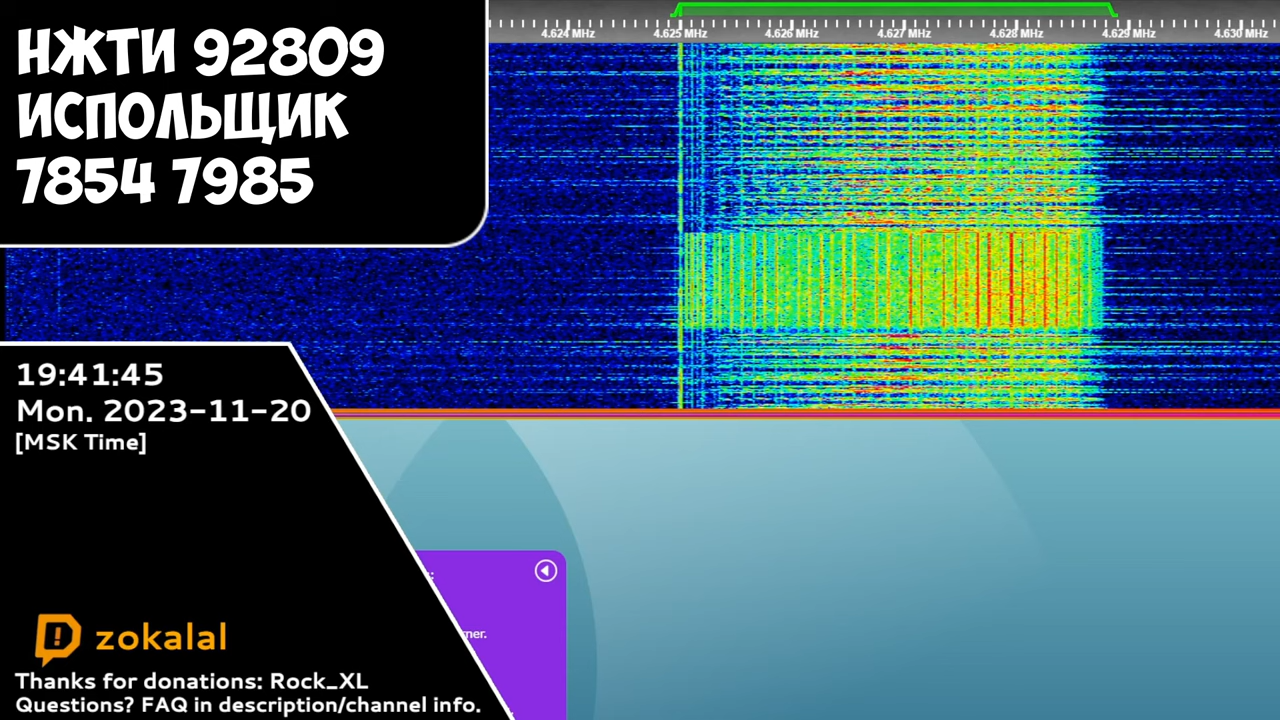 НЖТИ 92809
ИСПОЛЬЩИК
7854 7985
4.624 MHz 4.625 MHz 4.626 MHz 4.627 MHz 4.628 MHz 4.629 MHz 4.630 MHz
19:41:45
Mon. 2023-11-20
[MSK Time]
zokalal
Thanks for donations: Rock_XL
Questions? FAQ in description/channel info.